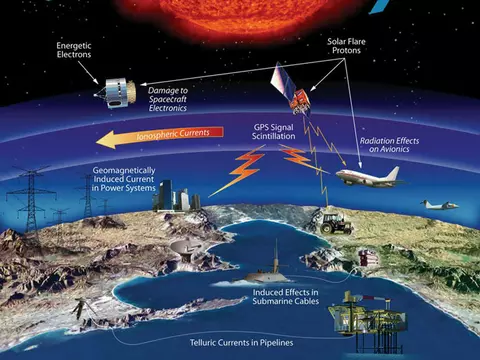 Energetic
Electrons
Solar Flare
Protons
Damage to
Spacecraft
Electronics
Ionospheric Currents
GPS Signal
Scintillation
Radiation Effects
on Avionics
Geomagnetically
Induced Current
in Power Systems
Induced Effects in
Submarine Cables
Telluric Currents in Pipelines